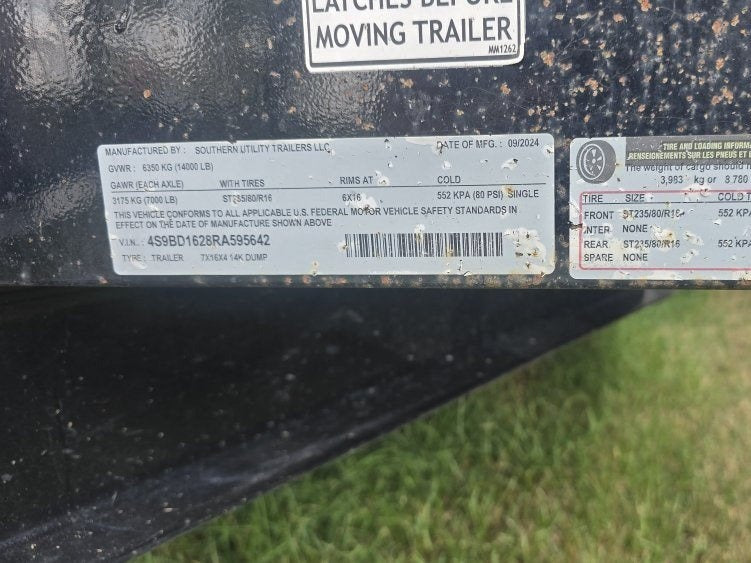 LATCHES BEFORE
MOVING TRAILER
MM1262
MANUFACTURED BY : SOUTHERN UTILITY TRAILERS LLC DATE OF MFG. : 09/2024
GVWR : 6350 KG (14000 LB)
GAWR (EACH AXLE) WITH TIRES RIMS AT COLD
3175 KG (7000 LB) ST235/80/R16 6X16 552 KPA (80 PSI) SINGLE
THIS VEHICLE CONFORMS TO ALL APPLICABLE U.S. FEDERAL MOTOR VEHICLE SAFETY STANDARDS IN
EFFECT ON THE DATE OF MANUFACTURE SHOWN ABOVE
V.I.N. : 4S9BD1628RA595642
TYPE : TRAILER 7X16X4 14K DUMP
TIRE AND LOADING INFORMA
RENSEIGNEMENTS SUR LES PNEUS ET
The weight of cargo should n
3,983 kg or 8,780
TIRE SIZE COLD T
FRONT ST235/80/R16 552 KPA
INTER NONE
REAR ST235/80/R16 552 KPA
SPARE NONE